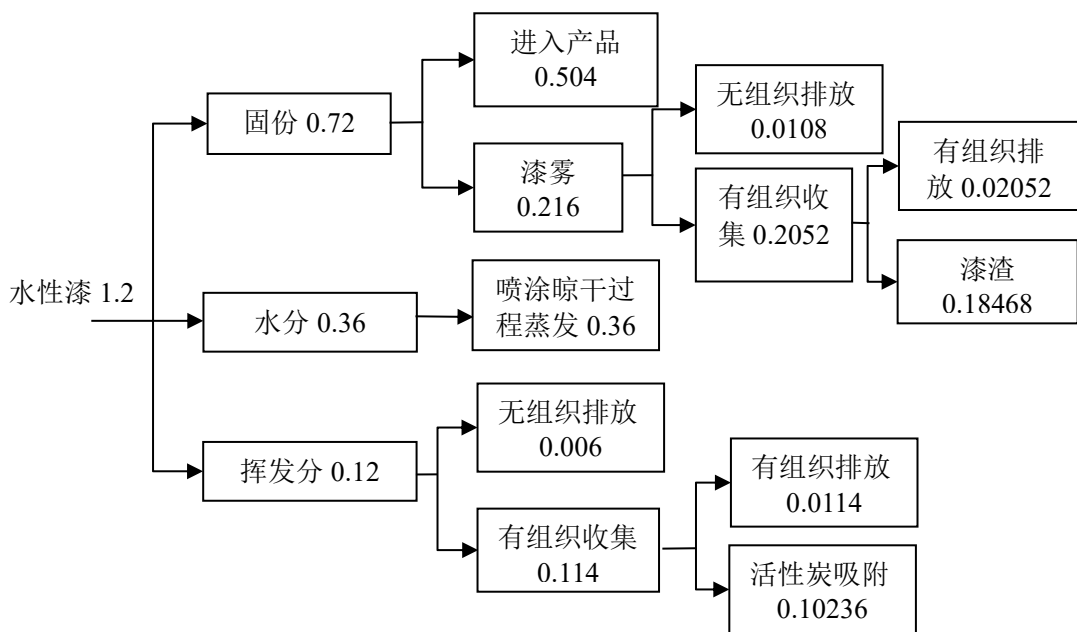 进入产品
0.504
无组织排放
0.0108
固份 0.72
有组织排
放 0.02052
漆雾
0.216
有组织收
集 0.2052
漆渣
0.18468
水性漆 1.2
水分 0.36
喷涂晾干过
程蒸发 0.36
无组织排放
0.006
挥发分 0.12
有组织排放
0.0114
有组织收集
0.114
活性炭吸附
0.10236